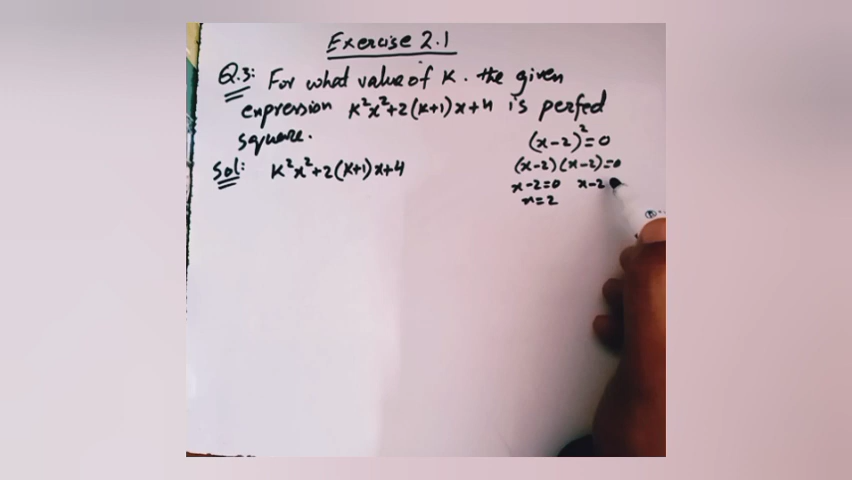 Exercise 2.1
Q.3: For what value of K. the given
expression K²x²+2(K+1)x+4 is perfect
square.
Sol: K²x²+2(K+1)x+4
(x-2)²=0
(x-2)(x-2)=0
x-2=0 x-2
x=2